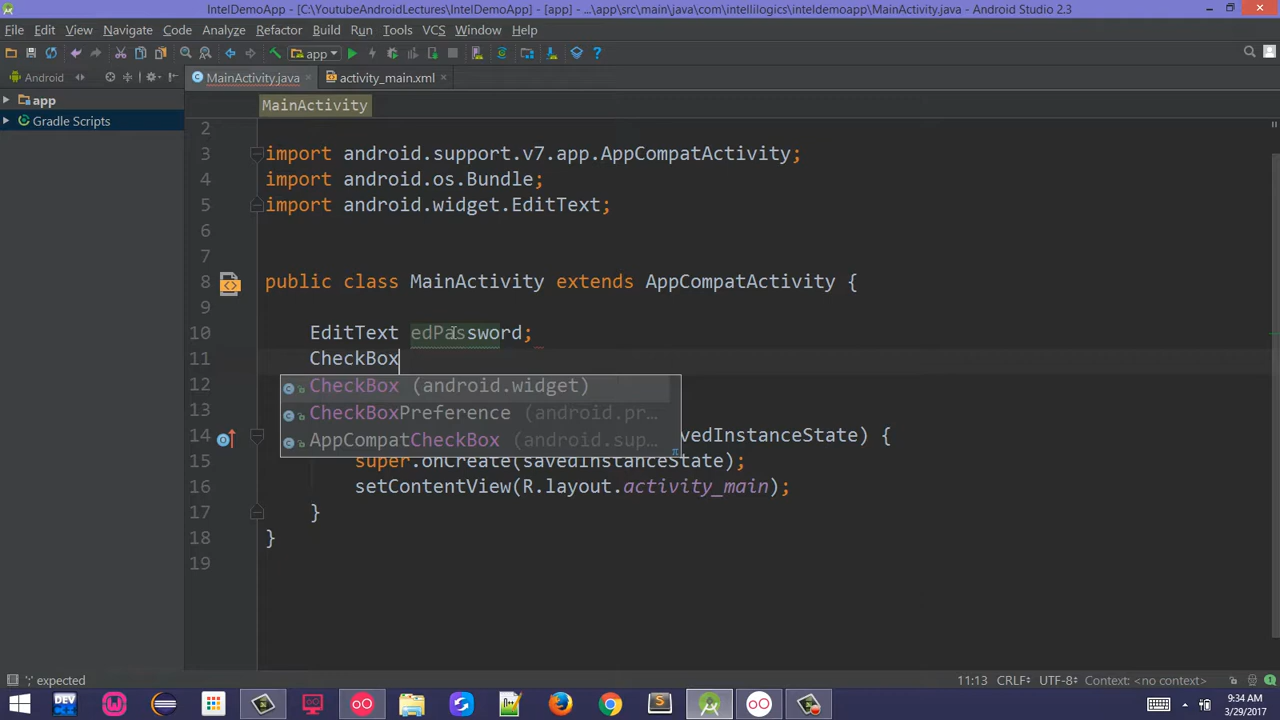 IntelDemoApp - [C:\YoutubeAndroidLectures\IntelDemoApp] - [app] - ...\app\src\main\java\com\intellilogics\inteldemoapp\MainActivity.java - Android Studio 2.3
File Edit View Navigate Code Analyze Refactor Build Run Tools VCS Window Help
app
Android MainActivity.java activity_main.xml
app
Gradle Scripts
MainActivity
2
3 import android.support.v7.app.AppCompatActivity;
4 import android.os.Bundle;
5 import android.widget.EditText;
6
7
8 public class MainActivity extends AppCompatActivity {
9
10 EditText edPassword;
11 CheckBox
12 CheckBox (android.widget)
13 CheckBoxPreference (android.pr...
14 AppCompatCheckBox (android.sup... vedInstanceState) {
15 super.onCreate(savedInstanceState);
16 setContentView(R.layout.activity_main);
17 }
18 }
19
';' expected 11:13 CRLF÷ UTF-8÷ Context: <no context>
DEV 9:34 AM
3/29/2017